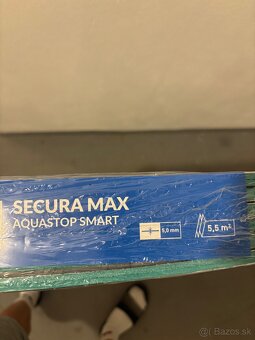 SECURA MAX
AQUASTOP SMART
5,0 mm
5,5 m²
Bazos.sk